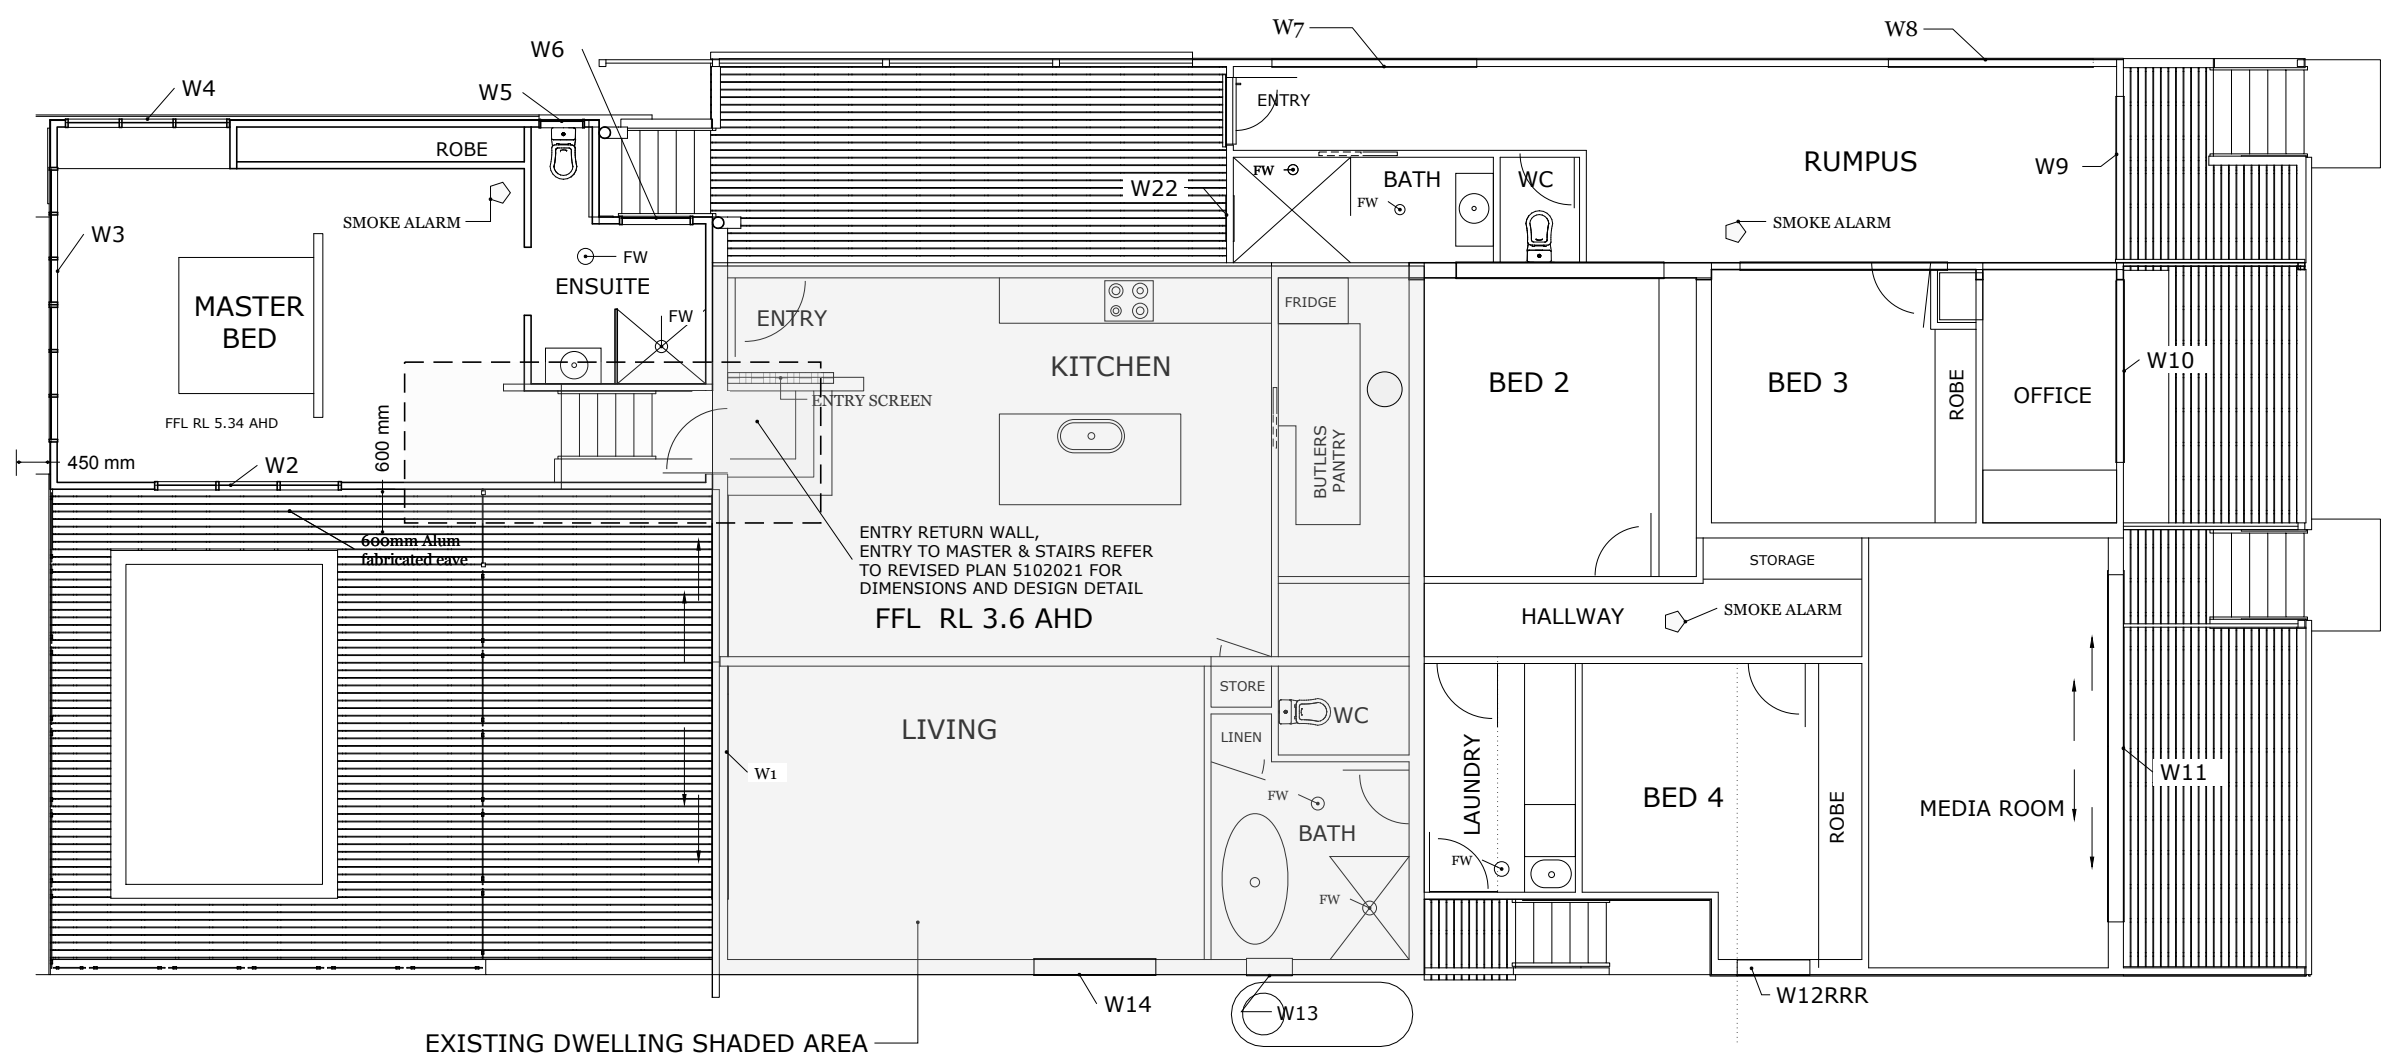 W7
W8
W6
W4
W5
ENTRY
ROBE
RUMPUS
W9
FW
BATH
WC
W22
FW
SMOKE ALARM
SMOKE ALARM
W3
FW
ENSUITE
MASTER
BED
FW
ENTRY
FRIDGE
KITCHEN
W10
BED 2
BED 3
ROBE
OFFICE
ENTRY SCREEN
FFL RL 5.34 AHD
600 mm
450 mm
W2
BUTLERS
PANTRY
600mm Alum
fabricated eave
ENTRY RETURN WALL,
ENTRY TO MASTER & STAIRS REFER
TO REVISED PLAN 5102021 FOR
DIMENSIONS AND DESIGN DETAIL
FFL RL 3.6 AHD
STORAGE
HALLWAY
SMOKE ALARM
STORE
WC
LIVING
LINEN
W1
LAUNDRY
W11
FW
BED 4
ROBE
MEDIA ROOM
BATH
FW
FW
W12RRR
W14
W13
EXISTING DWELLING SHADED AREA